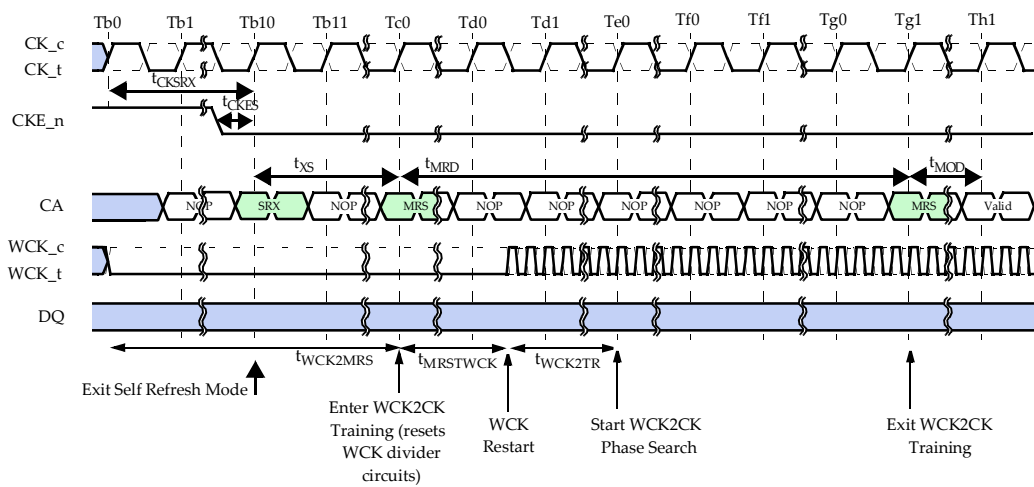 Tb0 Tb1 Tb10 Tb11 Tc0 Td0 Td1 Te0 Tf0 Tf1 Tg0 Tg1 Th1
CK_c
CK_t
tCKSRX
tCKES
CKE_n
tXS tMRD tMOD
CA NOP SRX NOP MRS NOP NOP NOP NOP NOP NOP MRS Valid
WCK_c
WCK_t
DQ
tWCK2MRS tMRSTWCK tWCK2TR
Exit Self Refresh Mode
Enter WCK2CK
Training (resets
WCK divider
circuits)
WCK
Restart
Start WCK2CK
Phase Search
Exit WCK2CK
Training